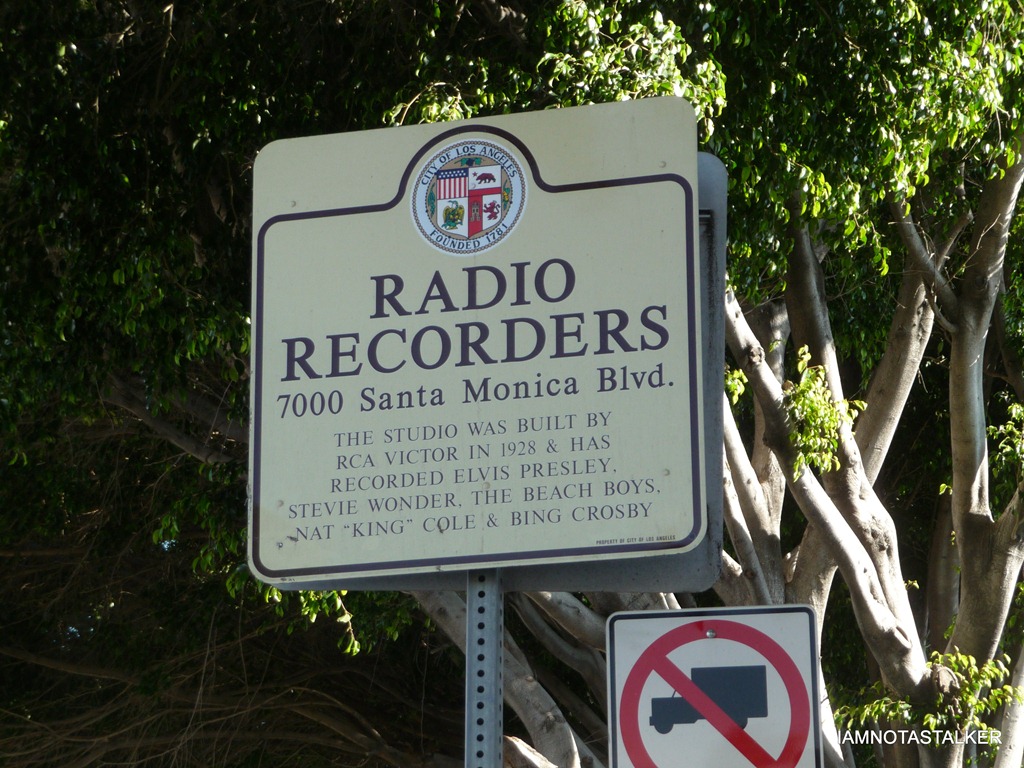 CITY OF LOS ANGELES
FOUNDED 1781
RADIO
RECORDERS
7000 Santa Monica Blvd.
THE STUDIO WAS BUILT BY
RCA VICTOR IN 1928 & HAS
RECORDED ELVIS PRESLEY,
STEVIE WONDER, THE BEACH BOYS,
NAT "KING" COLE & BING CROSBY
PROPERTY OF CITY OF LOS ANGELES
IAMNOTASTALKER